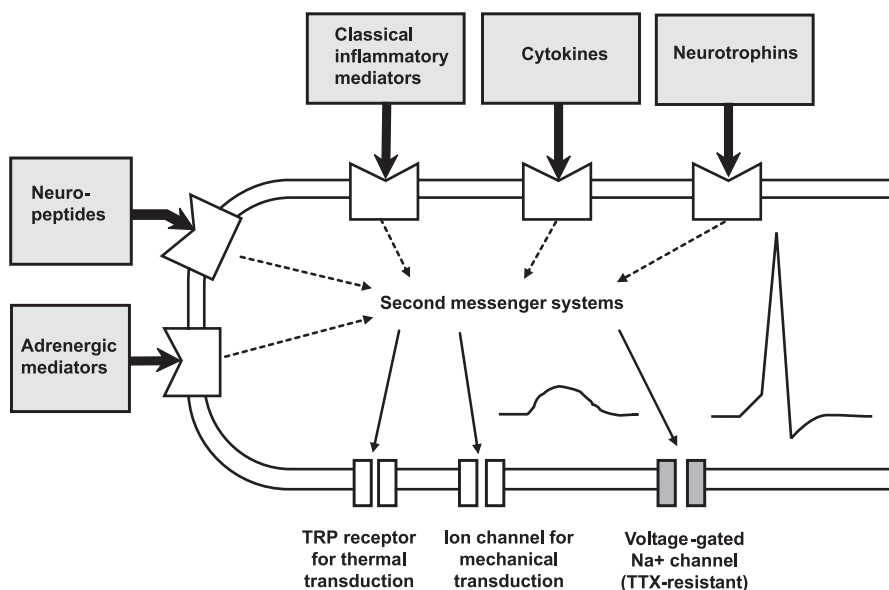 Classical
inflammatory
mediators
Cytokines
Neurotrophins
Neuro-
peptides
Adrenergic
mediators
Second messenger systems
TRP receptor
for thermal
transduction
Ion channel for
mechanical
transduction
Voltage-gated
Na+ channel
(TTX-resistant)